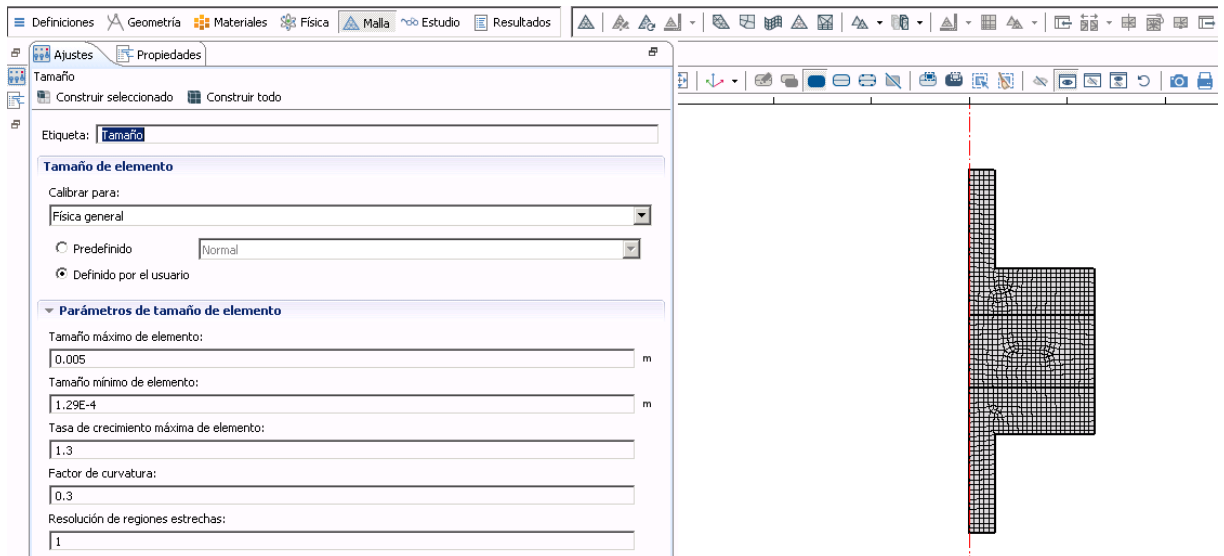 Definiciones Geometría Materiales Física Malla Estudio Resultados
Ajustes Propiedades
Tamaño
Construir seleccionado Construir todo
Etiqueta: Tamaño
Tamaño de elemento
Calibrar para:
Física general
Predefinido Normal
Definido por el usuario
Parámetros de tamaño de elemento
Tamaño máximo de elemento:
0.005 m
Tamaño mínimo de elemento:
1.29E-4 m
Tasa de crecimiento máxima de elemento:
1.3
Factor de curvatura:
0.3
Resolución de regiones estrechas:
1